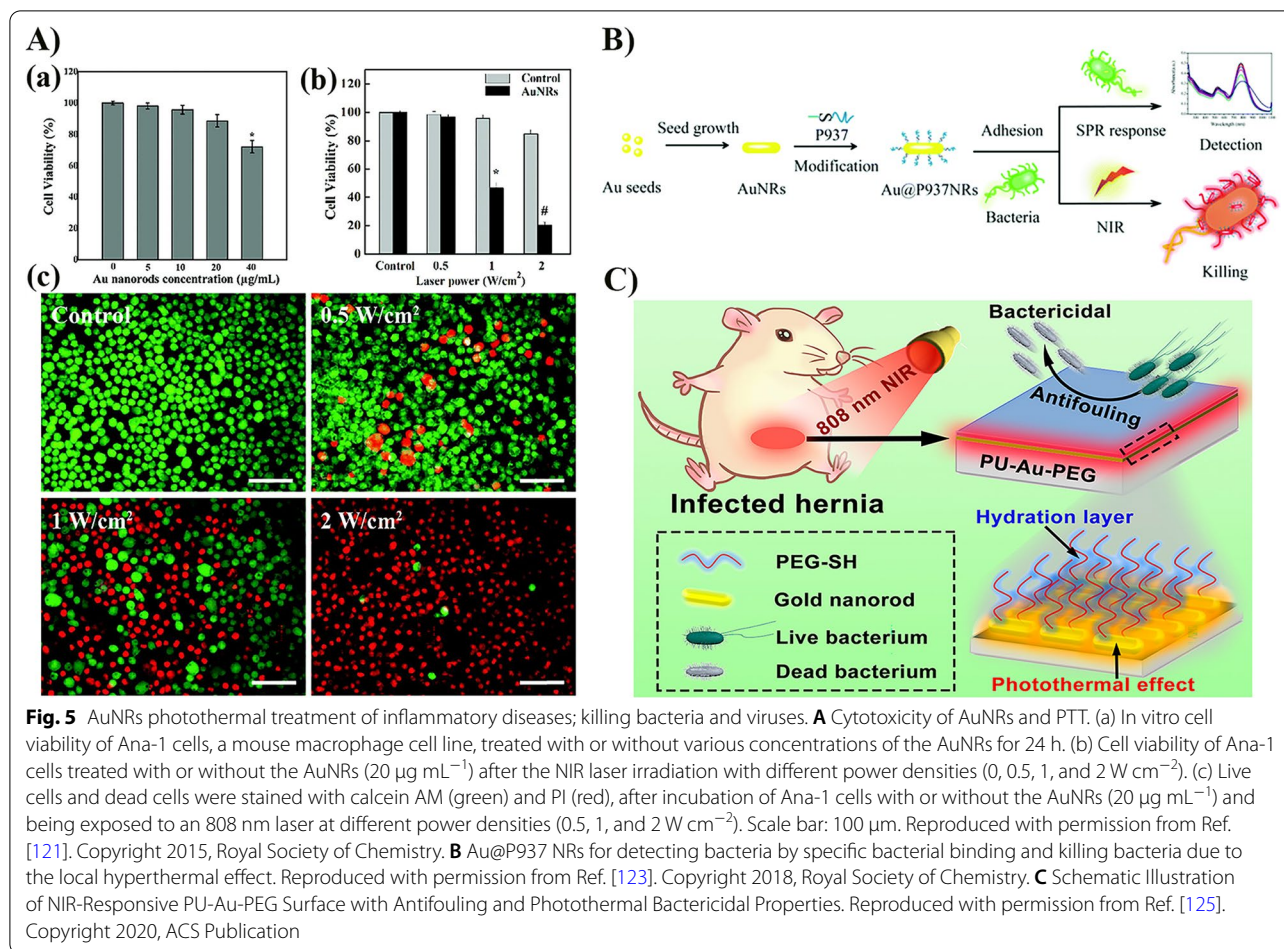 A)
(a)
120
100
80
60
40
20
0
Cell Viability (%)
*
0 5 10 20 40
Au nanorods concentration (µg/mL)
(b)
Control
AuNRs
120
100
80
60
40
20
0
Cell Viability (%)
*
#
Control 0.5 1 2
Laser power (W/cm²)
(c)
Control
0.5 W/cm²
1 W/cm²
2 W/cm²
B)
Au seeds
Seed growth
AuNRs
S
P937
Modification
Au@P937NRs
Adhesion
Bacteria
SPR response
Detection
NIR
Killing
C)
808 nm NIR
Infected hernia
Bactericidal
Antifouling
PU-Au-PEG
Hydration layer
Photothermal effect
PEG-SH
Gold nanorod
Live bacterium
Dead bacterium
Fig. 5 AuNRs photothermal treatment of inflammatory diseases; killing bacteria and viruses. A Cytotoxicity of AuNRs and PTT. (a) In vitro cell
viability of Ana-1 cells, a mouse macrophage cell line, treated with or without various concentrations of the AuNRs for 24 h. (b) Cell viability of Ana-1
cells treated with or without the AuNRs (20 µg mL⁻¹) after the NIR laser irradiation with different power densities (0, 0.5, 1, and 2 W cm⁻²). (c) Live
cells and dead cells were stained with calcein AM (green) and PI (red), after incubation of Ana-1 cells with or without the AuNRs (20 µg mL⁻¹) and
being exposed to an 808 nm laser at different power densities (0.5, 1, and 2 W cm⁻²). Scale bar: 100 µm. Reproduced with permission from Ref.
[121]. Copyright 2015, Royal Society of Chemistry. B Au@P937 NRs for detecting bacteria by specific bacterial binding and killing bacteria due to
the local hyperthermal effect. Reproduced with permission from Ref. [123]. Copyright 2018, Royal Society of Chemistry. C Schematic Illustration
of NIR-Responsive PU-Au-PEG Surface with Antifouling and Photothermal Bactericidal Properties. Reproduced with permission from Ref. [125].
Copyright 2020, ACS Publication